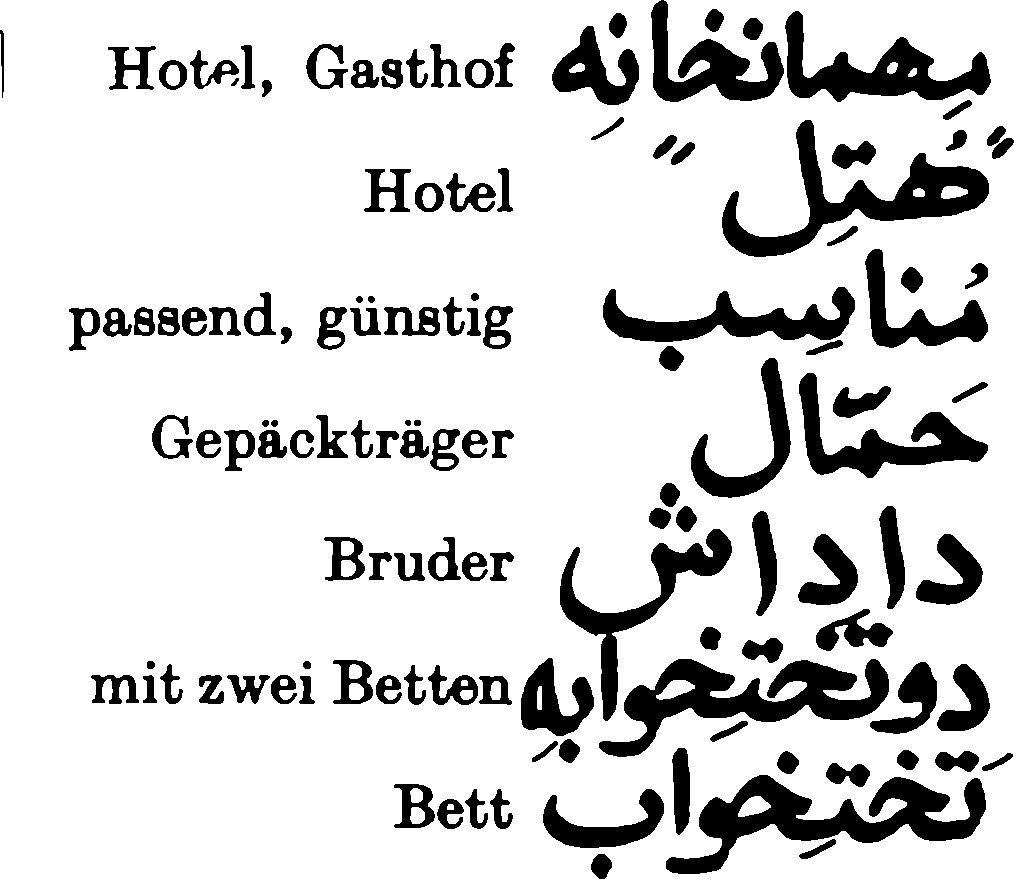 Hotel, Gasthof مِهمانخانِه
Hotel "هُتِل"
passend, günstig مُناسِب
Gepäckträger حَمّال
Bruder داداش
mit zwei Betten دوتَختِخوابِه
Bett تَختِخواب